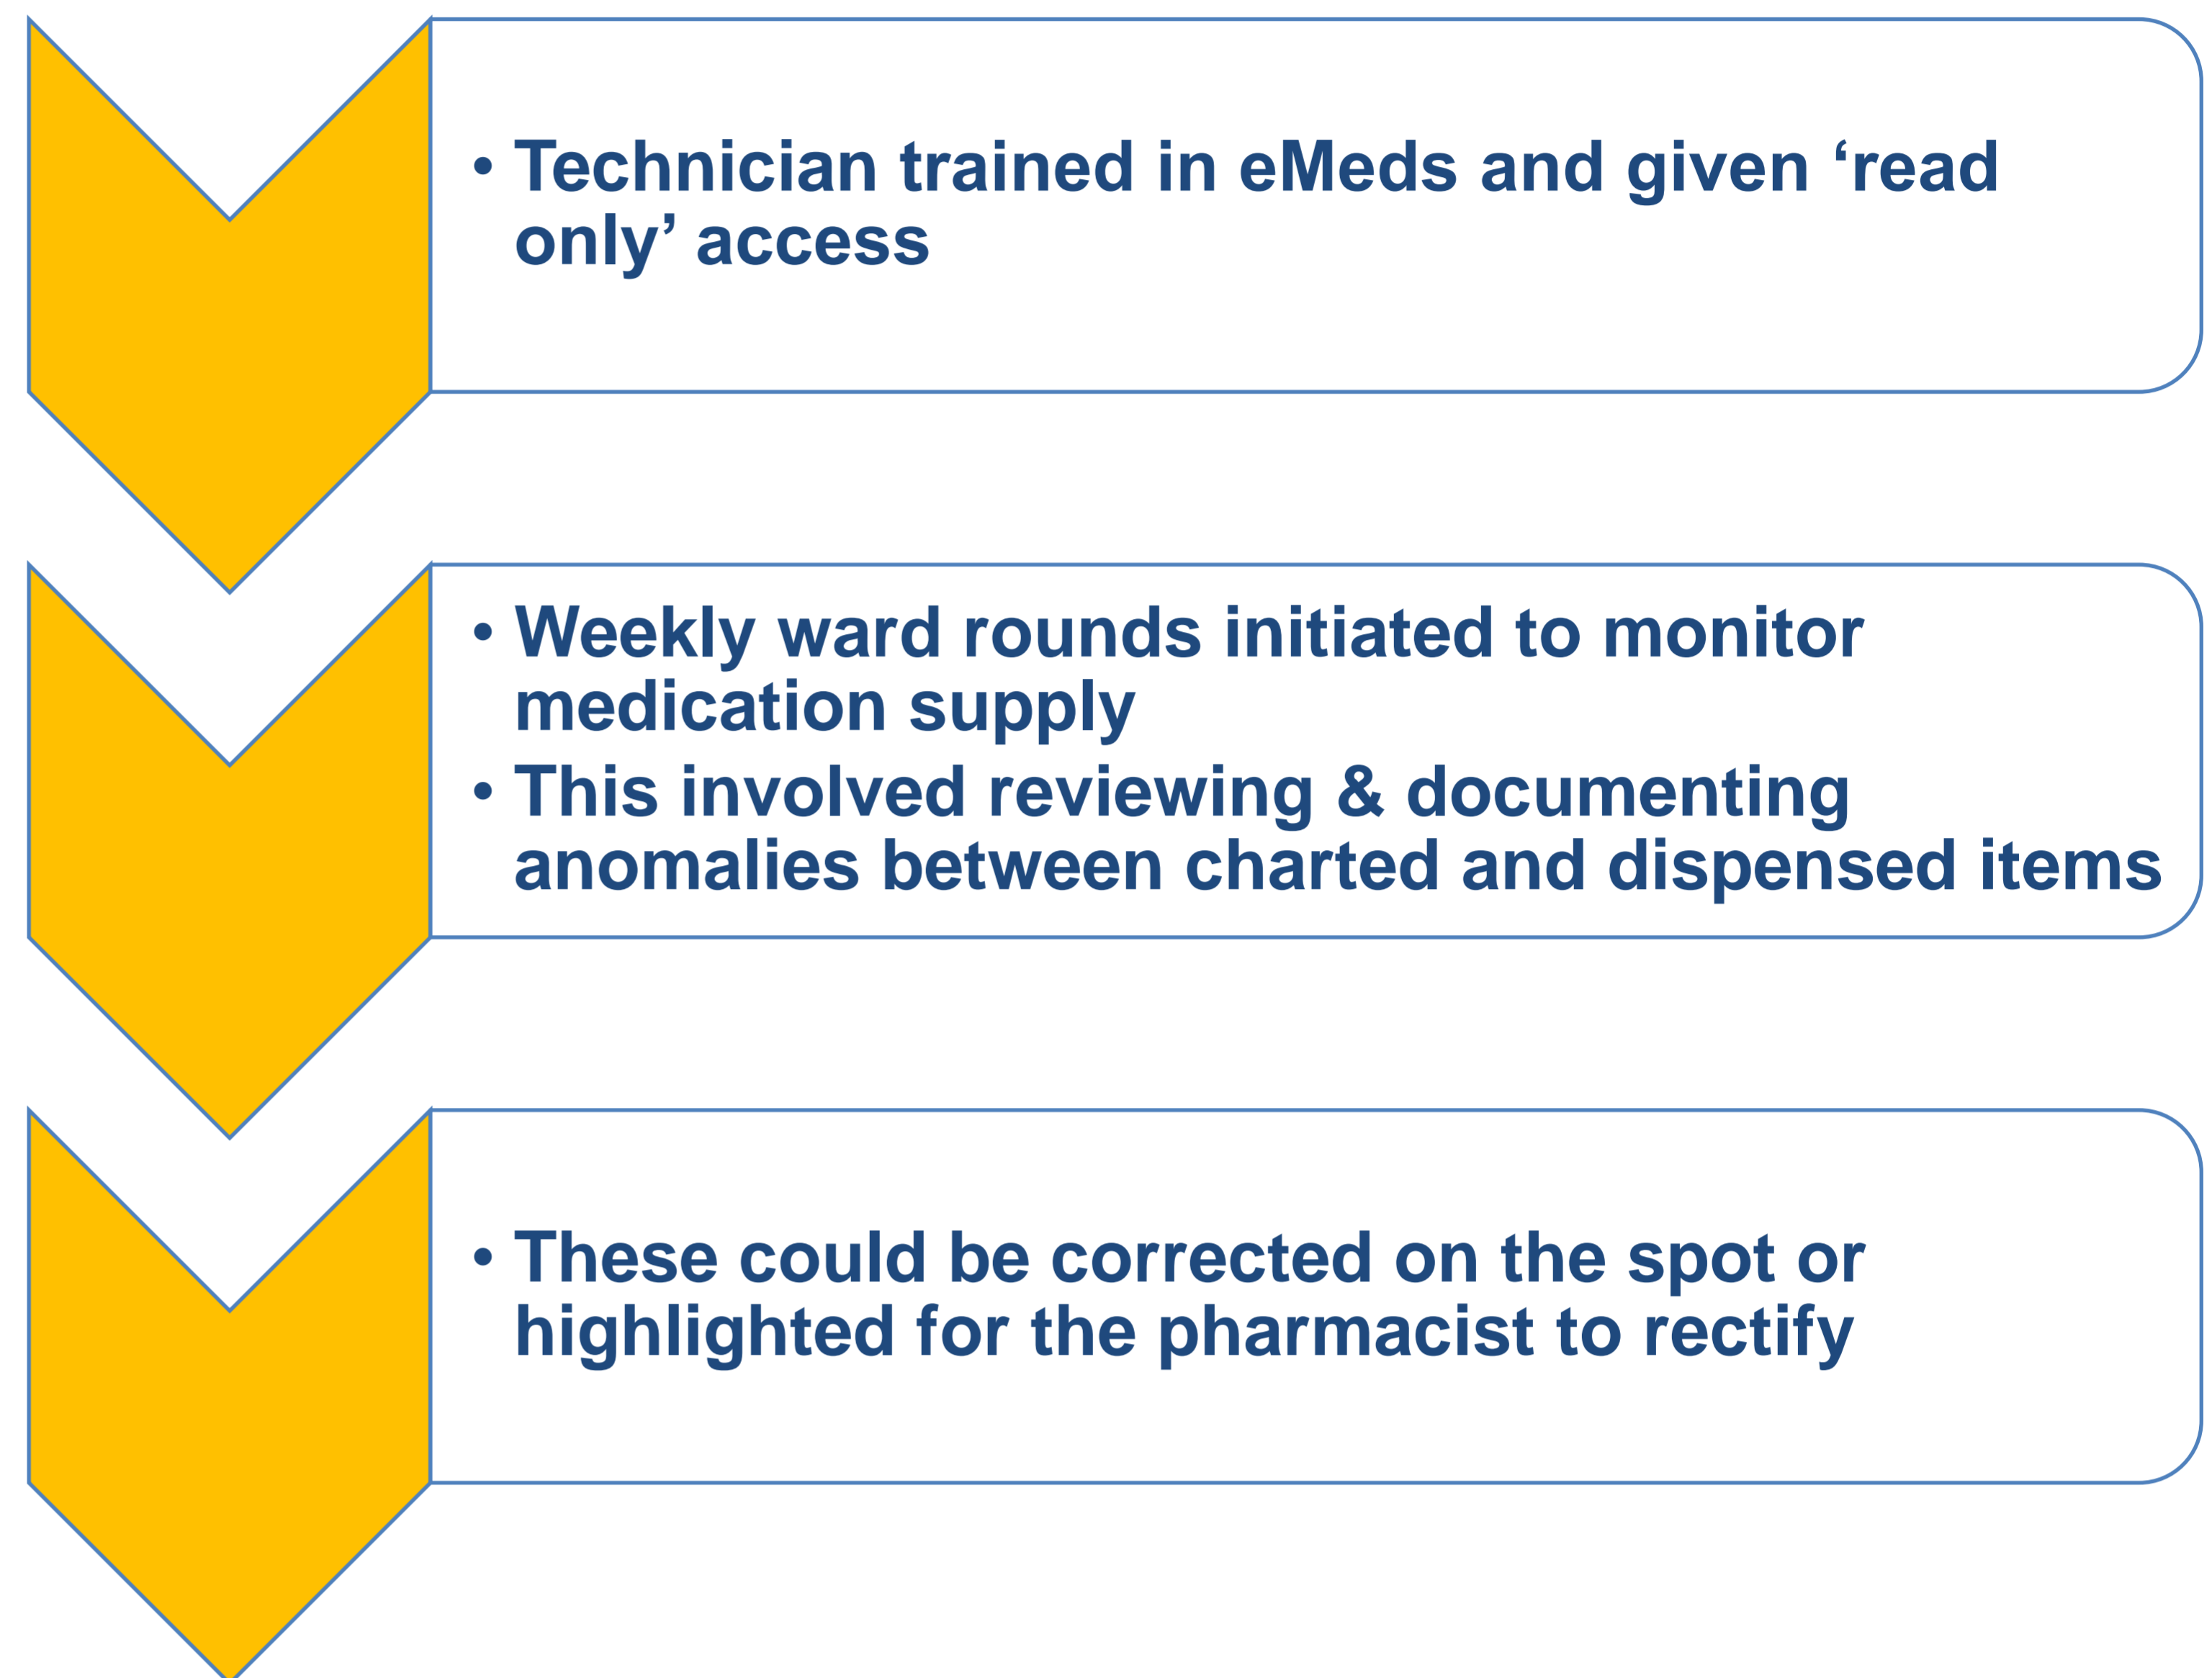 • Technician trained in eMeds and given ‘read
only’ access
• Weekly ward rounds initiated to monitor
medication supply
• This involved reviewing & documenting
anomalies between charted and dispensed items
• These could be corrected on the spot or
highlighted for the pharmacist to rectify